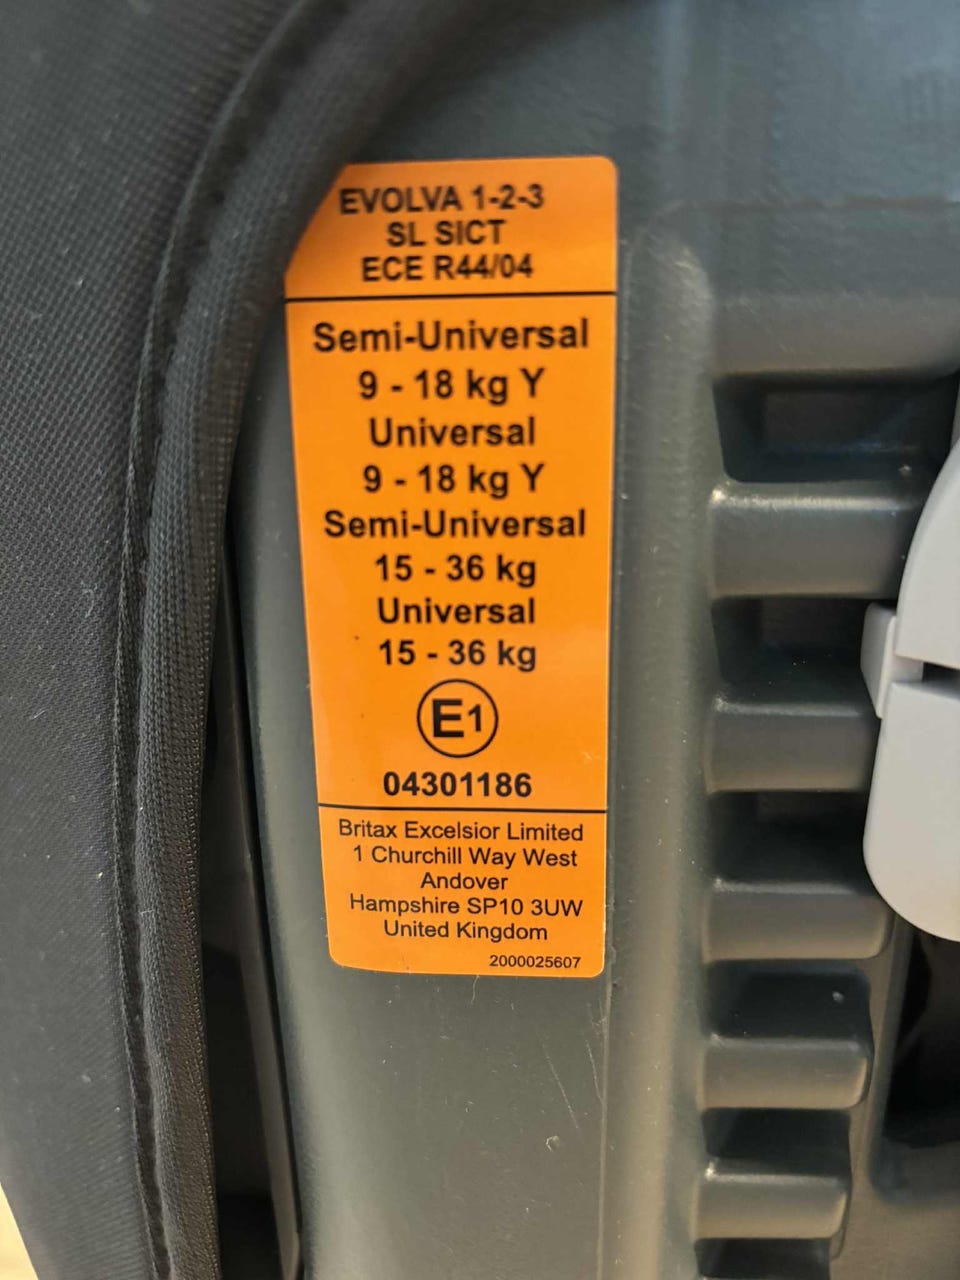 EVOLVA 1-2-3
SL SICT
ECE R44/04
Semi-Universal
9 - 18 kg Y
Universal
9 - 18 kg Y
Semi-Universal
15 - 36 kg
Universal
15 - 36 kg
E1
04301186
Britax Excelsior Limited
1 Churchill Way West
Andover
Hampshire SP10 3UW
United Kingdom
2000025607